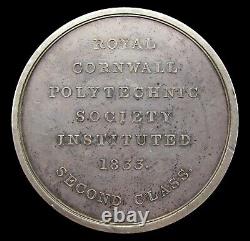 ROYAL
CORNWALL
POLYTECHNIC
SOCIETY
INSTITUTED
1833.
SECOND CLASS